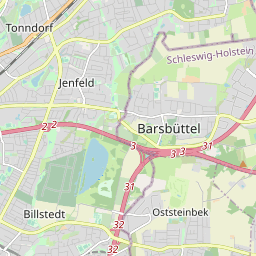 Tonndorf
Schleswig-Holstein
Jenfeld
2 2
Barsbüttel
3
3 3
31
31
Billstedt
Oststeinbek
32
32